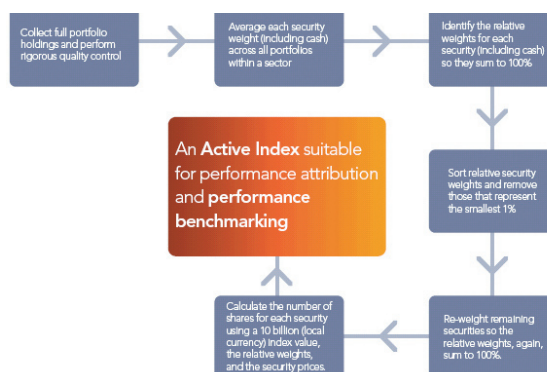 Collect full portfolio
holdings and perform
rigorous quality control
Average each security
weight (including cash)
across all portfolios
within a sector
Identify the relative
weights for each
security (including cash)
so they sum to 100%
Sort relative security
weights and remove
those that represent
the smallest 1%
Re-weight remaining
securities so the
relative weights, again,
sum to 100%.
Calculate the number of
shares for each security
using a 10 billion (local
currency) index value,
the relative weights,
and the security prices.
An Active Index suitable
for performance attribution
and performance
benchmarking